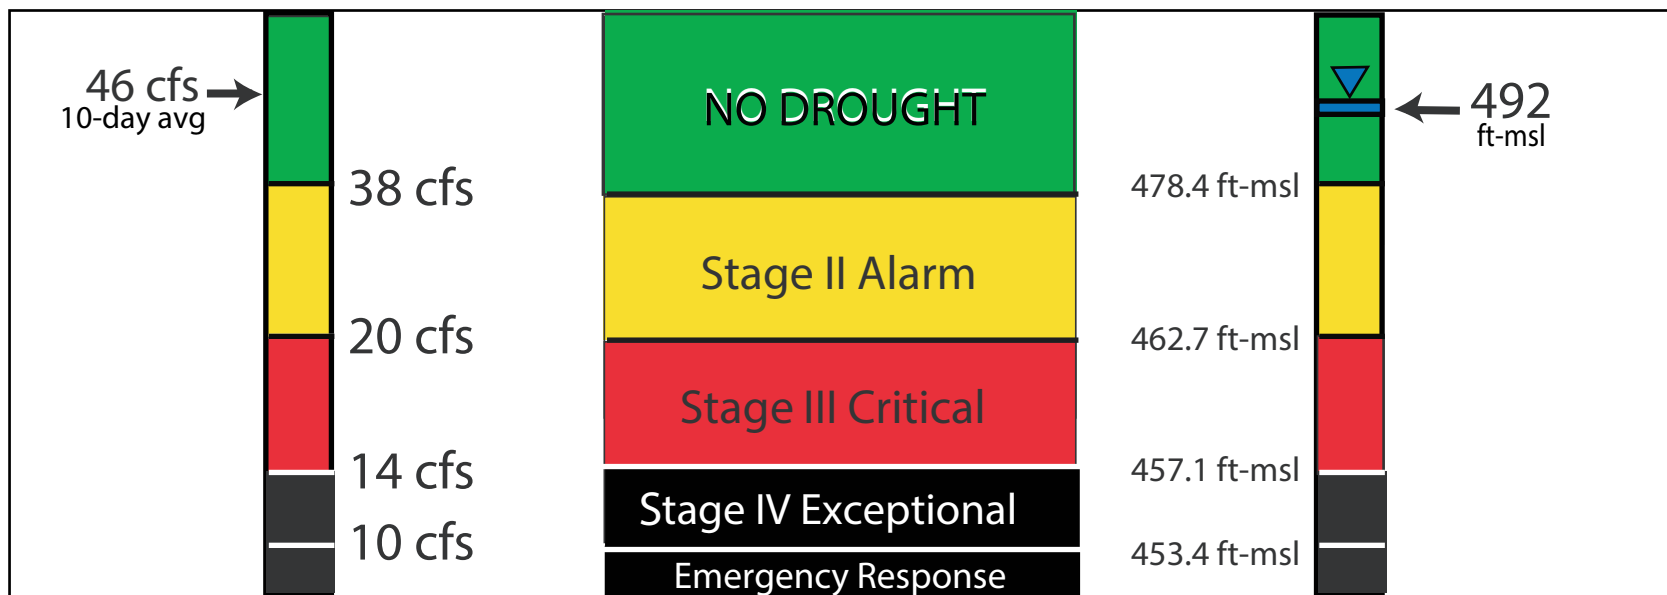 46 cfs
10-day avg
NO DROUGHT
492
ft-msl
38 cfs
478.4 ft-msl
Stage II Alarm
20 cfs
462.7 ft-msl
Stage III Critical
14 cfs
457.1 ft-msl
Stage IV Exceptional
10 cfs
453.4 ft-msl
Emergency Response